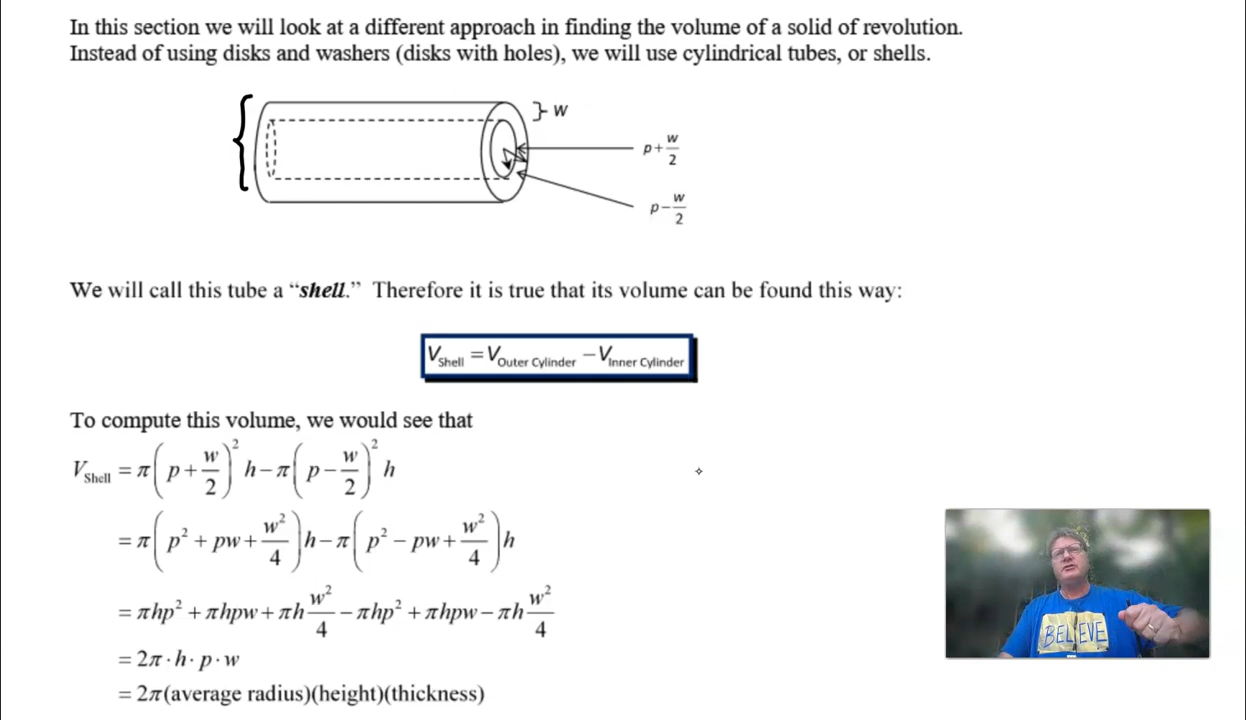 In this section we will look at a different approach in finding the volume of a solid of revolution.
Instead of using disks and washers (disks with holes), we will use cylindrical tubes, or shells.
} w
p + w/2
p − w/2
We will call this tube a “shell.” Therefore it is true that its volume can be found this way:
V_Shell = V_Outer Cylinder − V_Inner Cylinder
To compute this volume, we would see that
V_Shell = π(p + w/2)² h − π(p − w/2)² h
= π(p² + pw + w²/4)h − π(p² − pw + w²/4)h
= πhp² + πhpw + πh w²/4 − πhp² + πhpw − πh w²/4
= 2π · h · p · w
= 2π(average radius)(height)(thickness)
BELIEVE